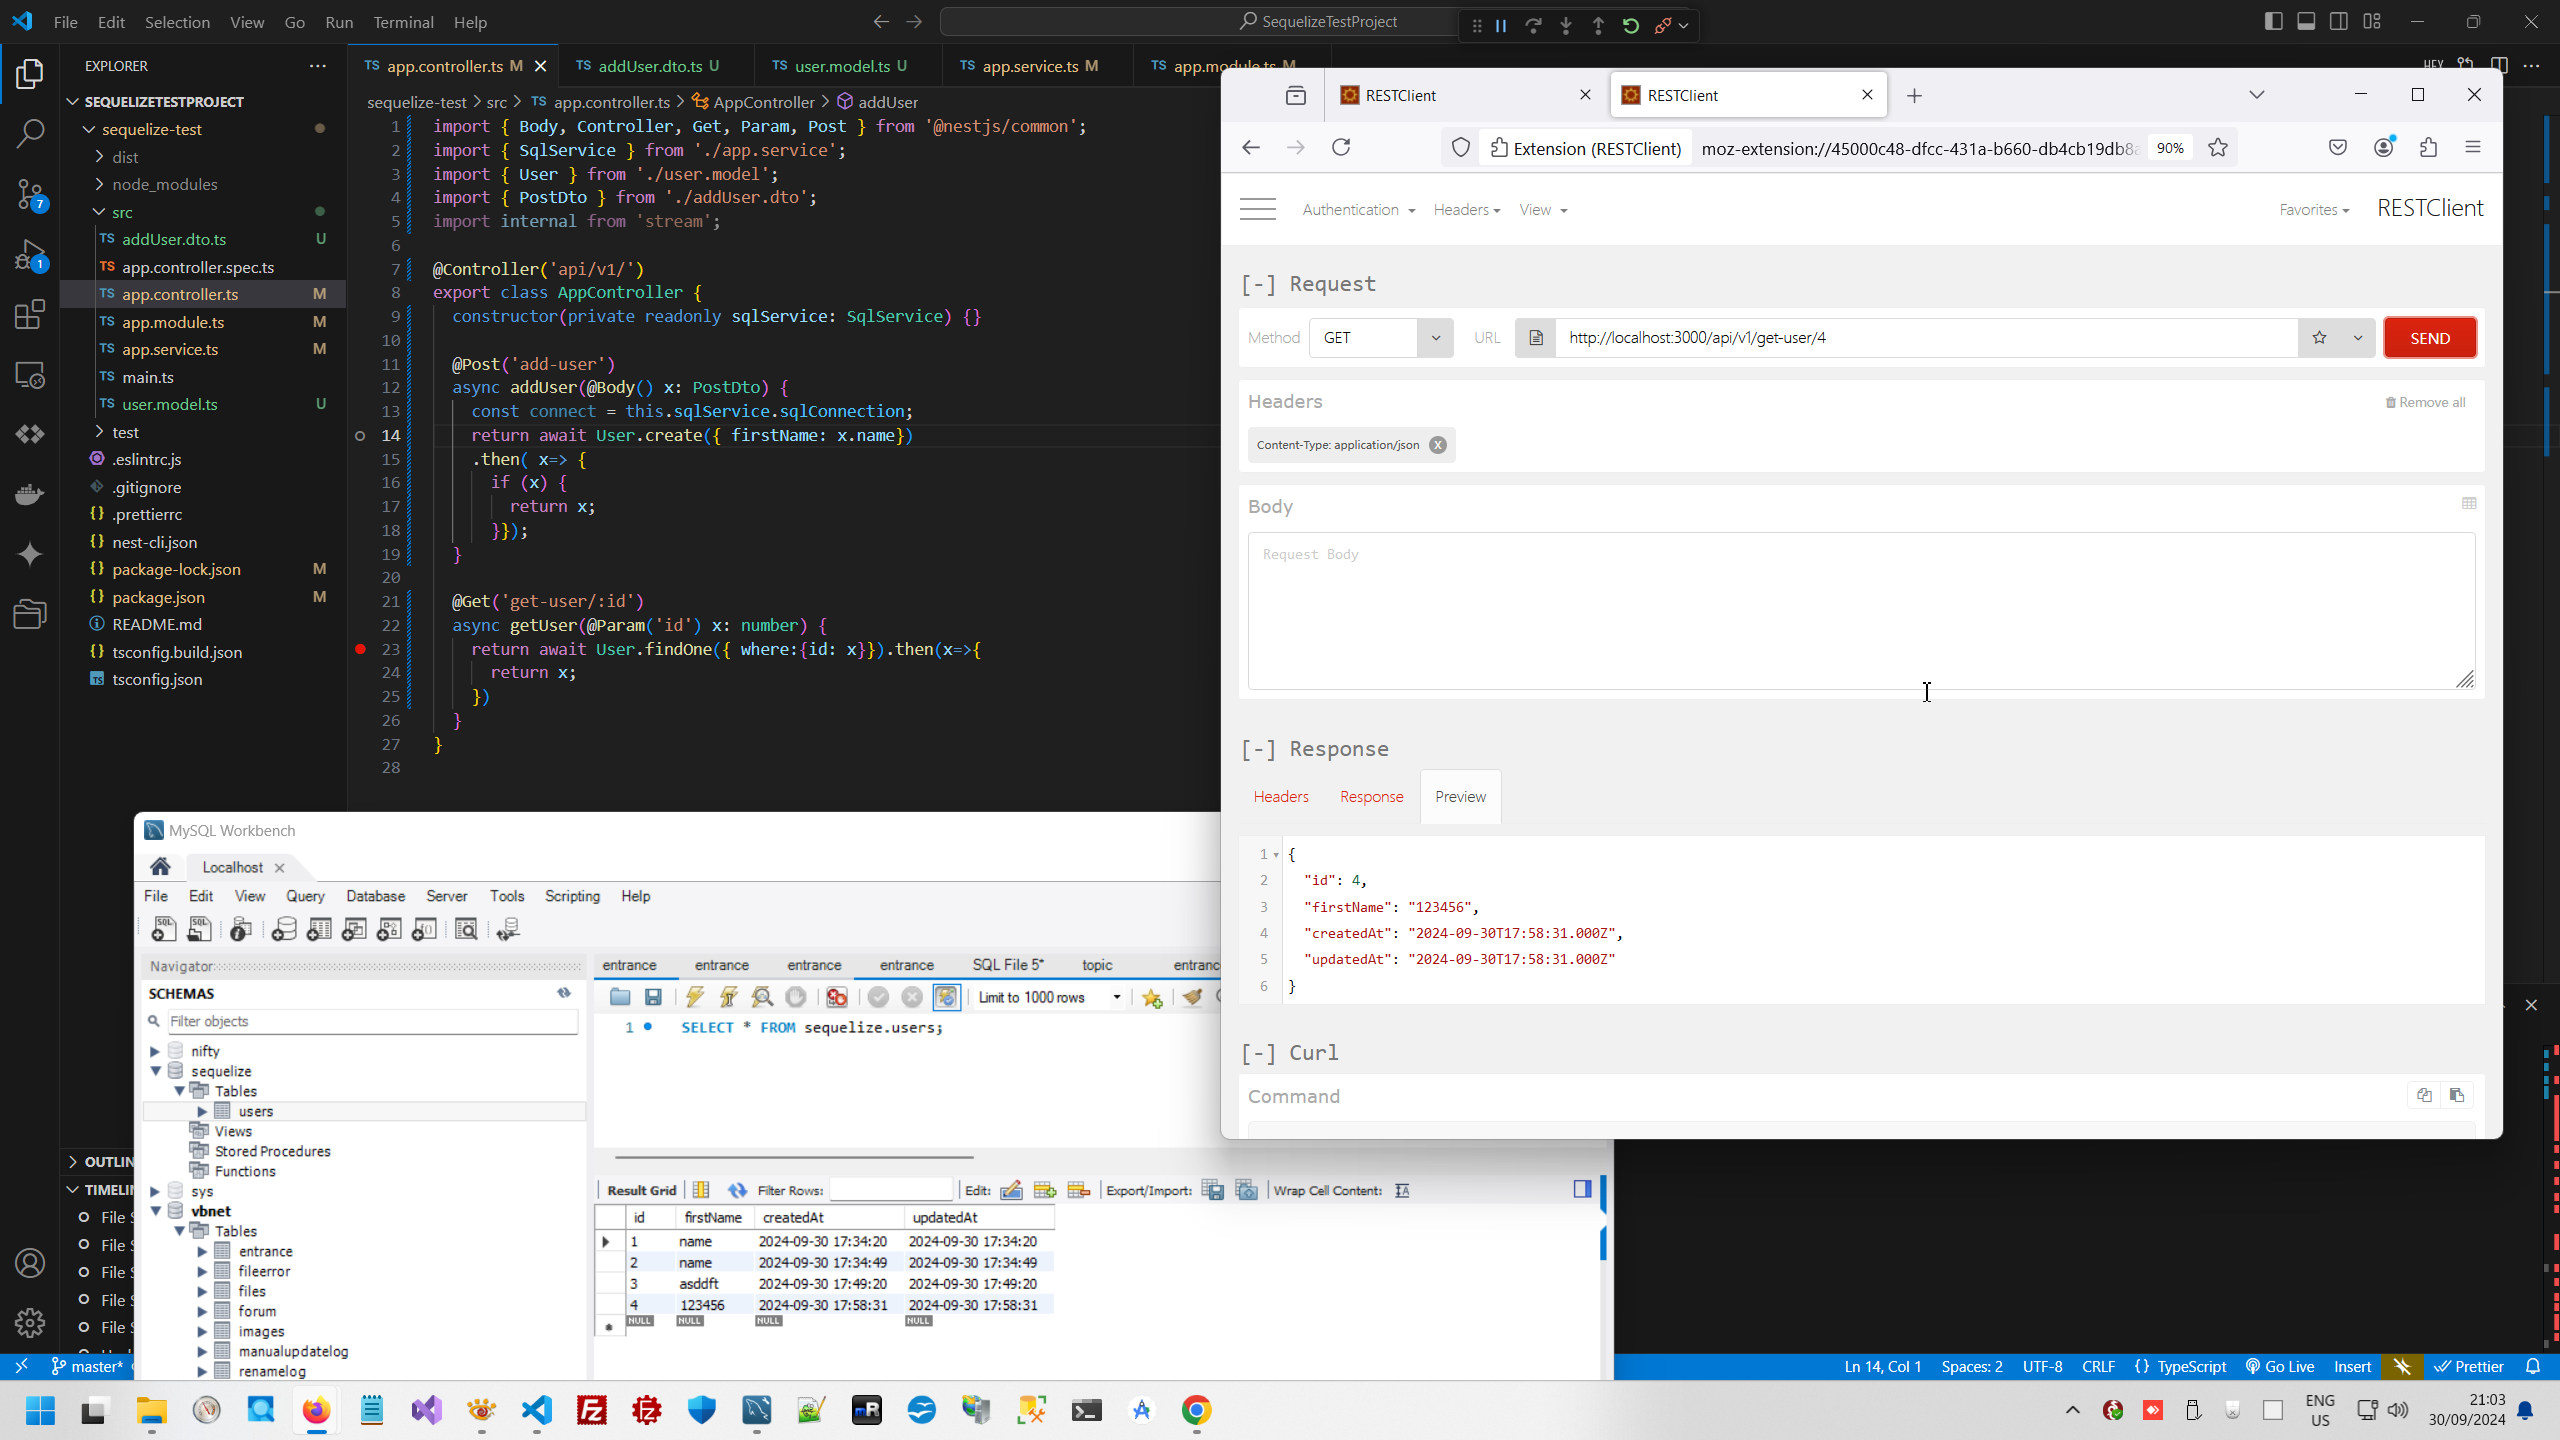 File Edit Selection View Go Run Terminal Help
SequelizeTestProject
EXPLORER
SEQUELIZETESTPROJECT
sequelize-test
dist
node_modules
src
TS addUser.dto.ts U
TS app.controller.spec.ts
TS app.controller.ts M
TS app.module.ts M
TS app.service.ts M
TS main.ts
TS user.model.ts U
test
.eslintrc.js
.gitignore
{} .prettierrc
{} nest-cli.json
{} package-lock.json M
{} package.json M
README.md
{} tsconfig.build.json
TS tsconfig.json
7
1
TS app.controller.ts M
TS addUser.dto.ts U
TS user.model.ts U
TS app.service.ts M
TS app.module.ts M
sequelize-test > src > TS app.controller.ts > AppController > addUser
1 import { Body, Controller, Get, Param, Post } from '@nestjs/common';
2 import { SqlService } from './app.service';
3 import { User } from './user.model';
4 import { PostDto } from './addUser.dto';
5 import internal from 'stream';
6
7 @Controller('api/v1/')
8 export class AppController {
9 constructor(private readonly sqlService: SqlService) {}
10
11 @Post('add-user')
12 async addUser(@Body() x: PostDto) {
13 const connect = this.sqlService.sqlConnection;
14 return await User.create({ firstName: x.name})
15 .then( x=> {
16 if (x) {
17 return x;
18 }});
19 }
20
21 @Get('get-user/:id')
22 async getUser(@Param('id') x: number) {
23 return await User.findOne({ where:{id: x}}).then(x=>{
24 return x;
25 })
26 }
27 }
28
RESTClient
RESTClient
Extension (RESTClient) moz-extension://45000c48-dfcc-431a-b660-db4cb19db8a 90%
Authentication Headers View Favorites RESTClient
[-] Request
Method GET URL http://localhost:3000/api/v1/get-user/4 SEND
Headers Remove all
Content-Type: application/json X
Body
Request Body
[-] Response
Headers Response Preview
1 {
2 "id": 4,
3 "firstName": "123456",
4 "createdAt": "2024-09-30T17:58:31.000Z",
5 "updatedAt": "2024-09-30T17:58:31.000Z"
6 }
[-] Curl
Command
MySQL Workbench
Localhost
File Edit View Query Database Server Tools Scripting Help
Navigator
SCHEMAS
Filter objects
nifty
sequelize
Tables
users
Views
Stored Procedures
Functions
sys
vbnet
Tables
entrance
fileerror
files
forum
images
manualupdatelog
renamelog
entrance entrance entrance entrance SQL File 5* topic entranc
Limit to 1000 rows
1 SELECT * FROM sequelize.users;
Result Grid Filter Rows: Edit: Export/Import: Wrap Cell Content:
id firstName createdAt updatedAt
1 name 2024-09-30 17:34:20 2024-09-30 17:34:20
2 name 2024-09-30 17:34:49 2024-09-30 17:34:49
3 asddft 2024-09-30 17:49:20 2024-09-30 17:49:20
4 123456 2024-09-30 17:58:31 2024-09-30 17:58:31
NULL NULL NULL NULL
OUTLIN
TIMELIN
File S
File S
File S
File S
File S
master*
Ln 14, Col 1 Spaces: 2 UTF-8 CRLF {} TypeScript Go Live Insert Prettier
ENG
US
21:03
30/09/2024